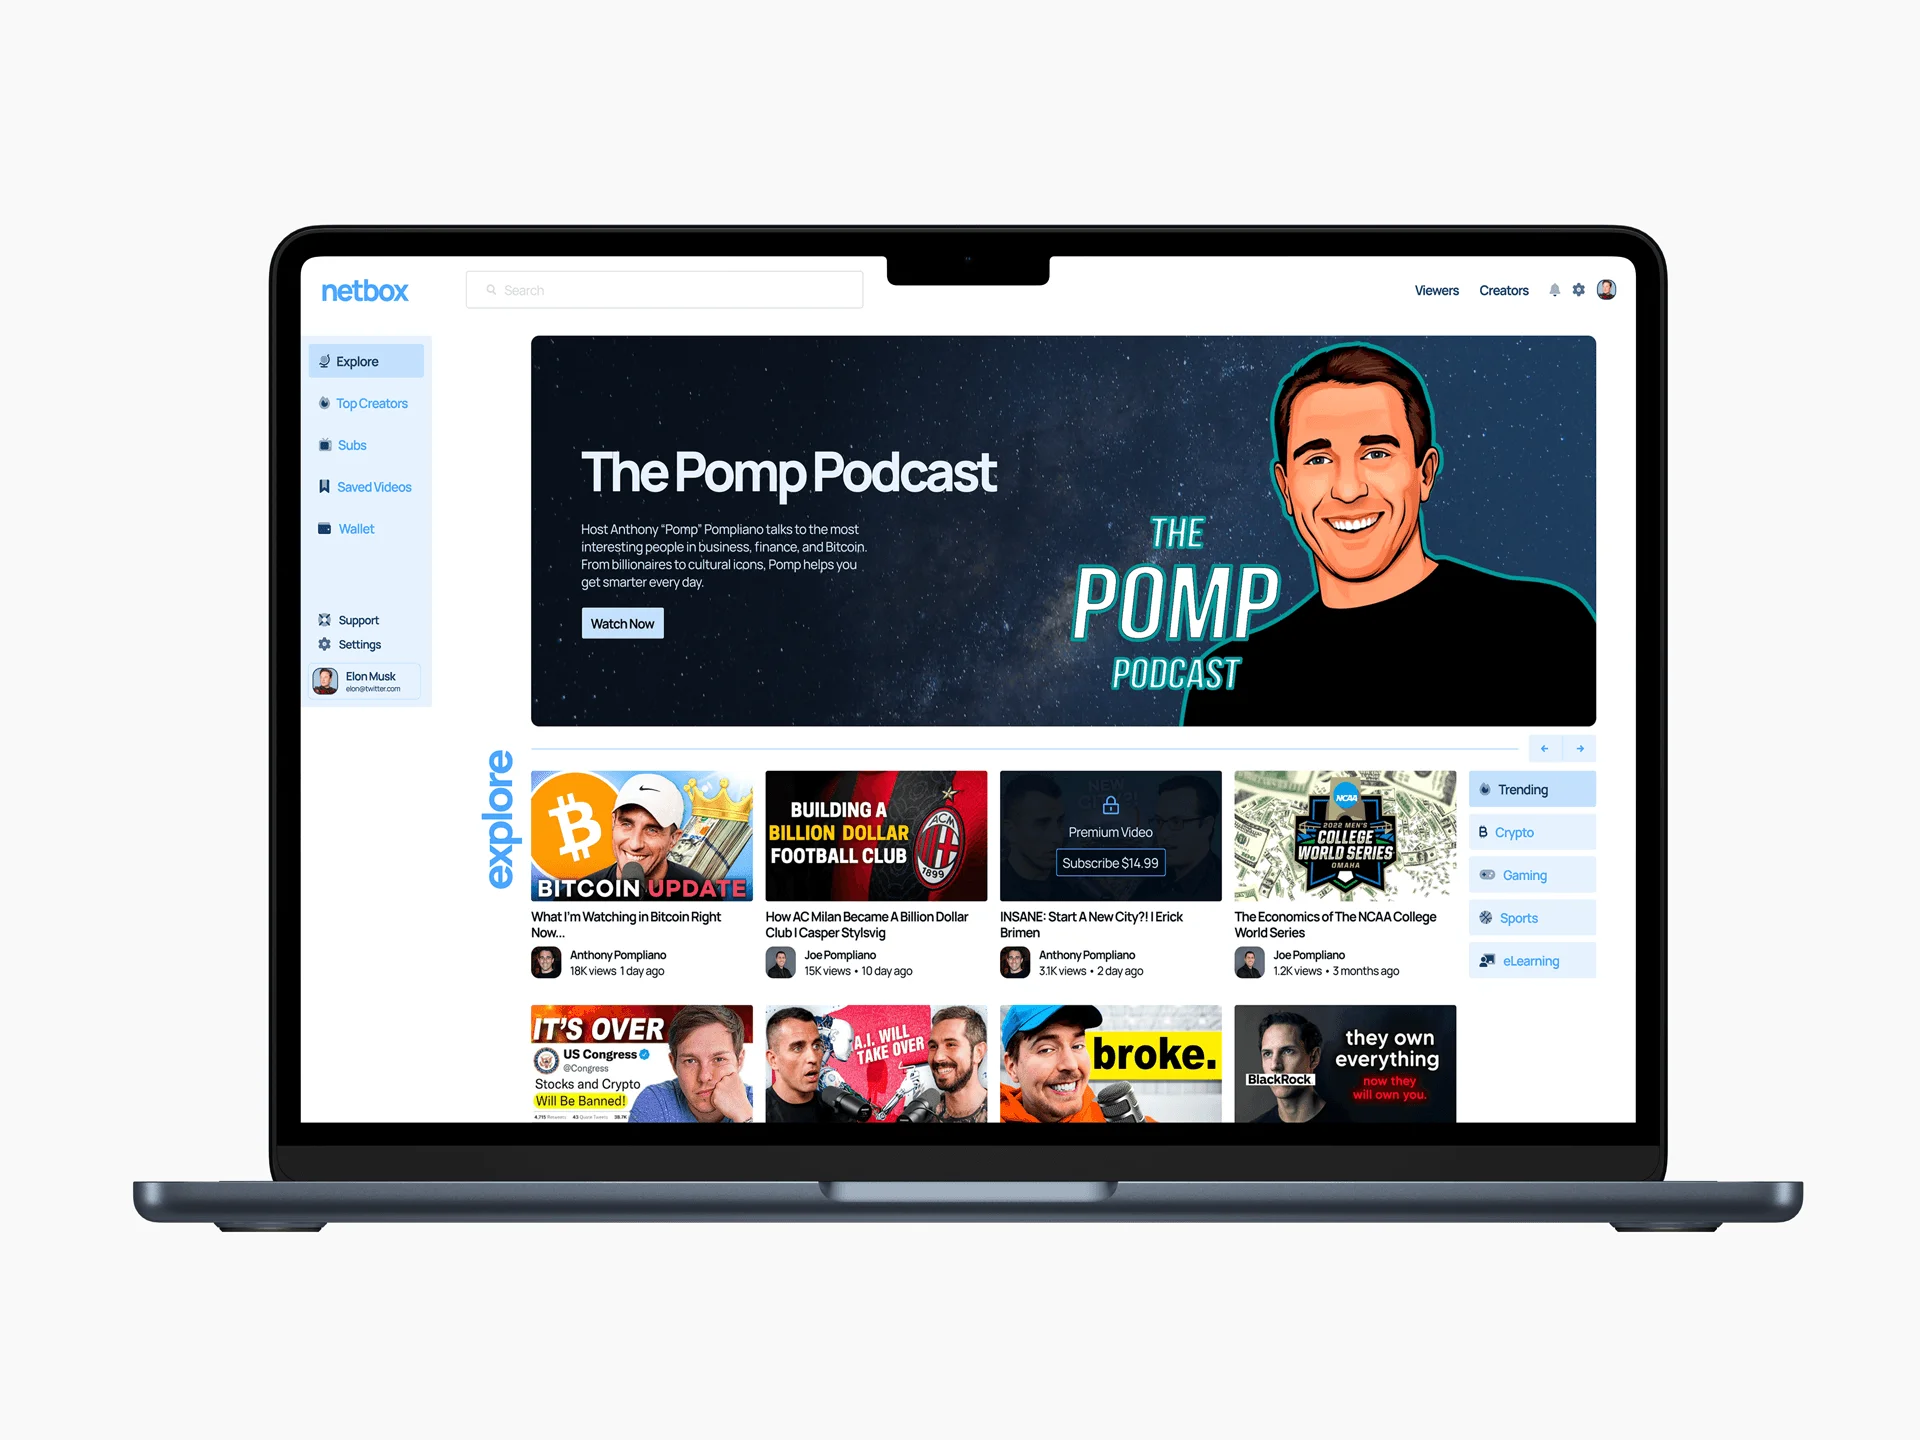 netbox
Search
Viewers
Creators
Explore
Top Creators
Subs
Saved Videos
Wallet
Support
Settings
Elon Musk
elon@twitter.com
The Pomp Podcast
Host Anthony “Pomp” Pompliano talks to the most
interesting people in business, finance, and Bitcoin.
From billionaires to cultural icons, Pomp helps you
get smarter every day.
Watch Now
THE
POMP
PODCAST
explore
BITCOIN UPDATE
What I'm Watching in Bitcoin Right
Now...
Anthony Pompliano
18K views 1 day ago
BUILDING A
BILLION DOLLAR
FOOTBALL CLUB
ACM
1899
How AC Milan Became A Billion Dollar
Club I Casper Stylsvig
Joe Pompliano
15K views • 10 day ago
Premium Video
Subscribe $14.99
INSANE: Start A New City?! I Erick
Brimen
Anthony Pompliano
3.1K views • 2 day ago
NCAA
2022 MEN'S
COLLEGE
WORLD SERIES
OMAHA
The Economics of The NCAA College
World Series
Joe Pompliano
1.2K views • 3 months ago
Trending
Crypto
Gaming
Sports
eLearning
IT'S OVER
US Congress
@Congress
Stocks and Crypto
Will Be Banned!
4,715 Retweets 43 Quote Tweets 38.7K
A.I. WILL
TAKE OVER
broke.
they own
everything
BlackRock
now they
will own you.